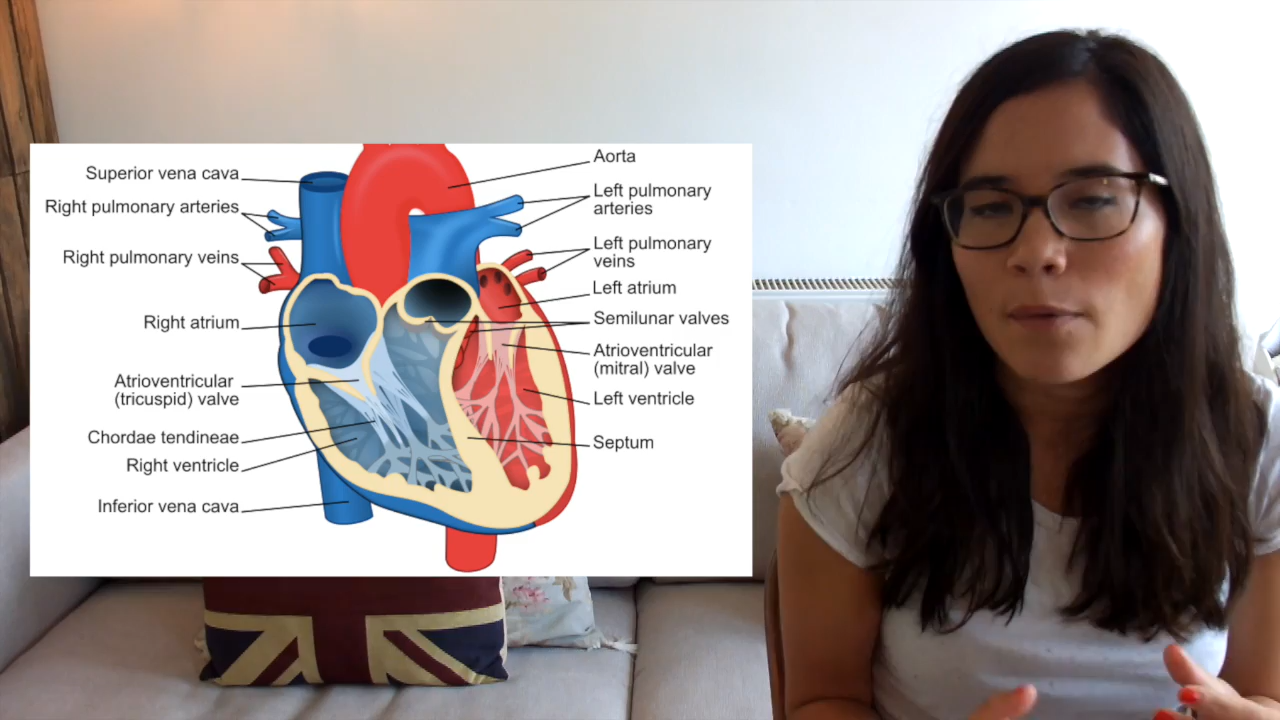 Superior vena cava
Right pulmonary arteries
Right pulmonary veins
Right atrium
Atrioventricular
(tricuspid) valve
Chordae tendineae
Right ventricle
Inferior vena cava
Aorta
Left pulmonary
arteries
Left pulmonary
veins
Left atrium
Semilunar valves
Atrioventricular
(mitral) valve
Left ventricle
Septum